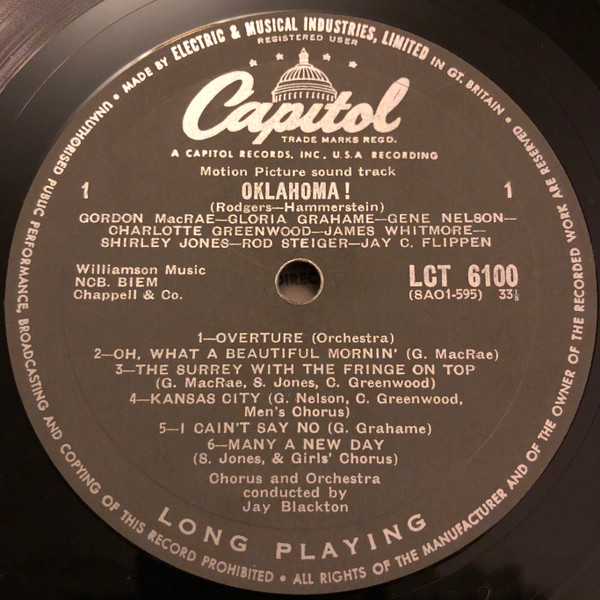 MADE BY ELECTRIC & MUSICAL INDUSTRIES, LIMITED IN GT. BRITAIN •
REGISTERED USER
Capitol
TRADE MARKS REGD.
A CAPITOL RECORDS, INC., U.S.A RECORDING
Motion Picture sound track
1 OKLAHOMA! 1
(Rodgers—Hammerstein)
GORDON MacRAE—GLORIA GRAHAME—GENE NELSON—
CHARLOTTE GREENWOOD—JAMES WHITMORE—
SHIRLEY JONES—ROD STEIGER—JAY C. FLIPPEN
Williamson Music
NCB. BIEM
Chappell & Co.
LCT 6100
(8AO1-595) 33⅓
DIREC
1—OVERTURE (Orchestra)
2—OH, WHAT A BEAUTIFUL MORNIN' (G. MacRae)
3—THE SURREY WITH THE FRINGE ON TOP
(G. MacRae, S. Jones, C. Greenwood)
4—KANSAS CITY (G. Nelson, C. Greenwood,
Men's Chorus)
5—I CAIN'T SAY NO (G. Grahame)
6—MANY A NEW DAY
(S. Jones, & Girls' Chorus)
Chorus and Orchestra
conducted by
Jay Blackton
LONG PLAYING
• UNAUTHORISED PUBLIC PERFORMANCE, BROADCASTING AND COPYING OF THIS RECORD PROHIBITED • ALL RIGHTS OF THE MANUFACTURER AND OF THE OWNER OF THE RECORDED WORK ARE RESERVED